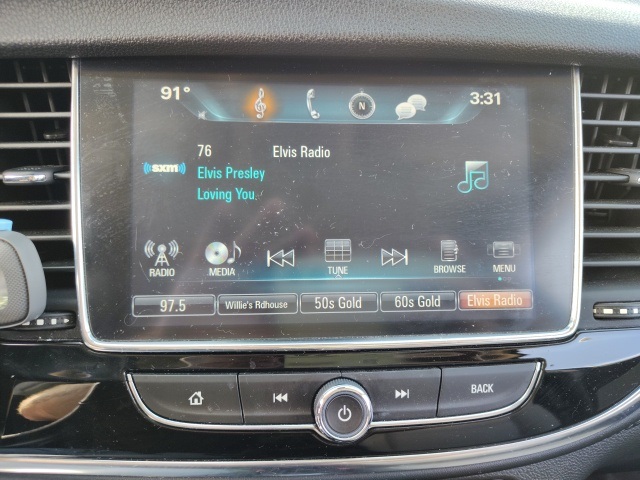 91° N 3:31
76 Elvis Radio
sxm Elvis Presley
Loving You
RADIO MEDIA TUNE BROWSE MENU
97.5 Willie's Rdhouse 50s Gold 60s Gold Elvis Radio
BACK